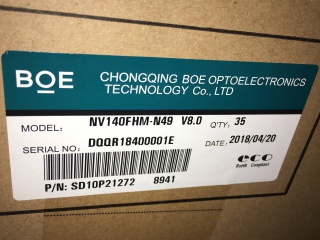 BOE
CHONGQING BOE OPTOELECTRONICS
TECHNOLOGY Co., LTD
MODEL: NV140FHM-N49 V8.0 Q'TY: 35
SERIAL NO: DQQR18400001E DATE: 2018/04/20
eco
RoHS Compliant
P/N: SD10P21272 8941